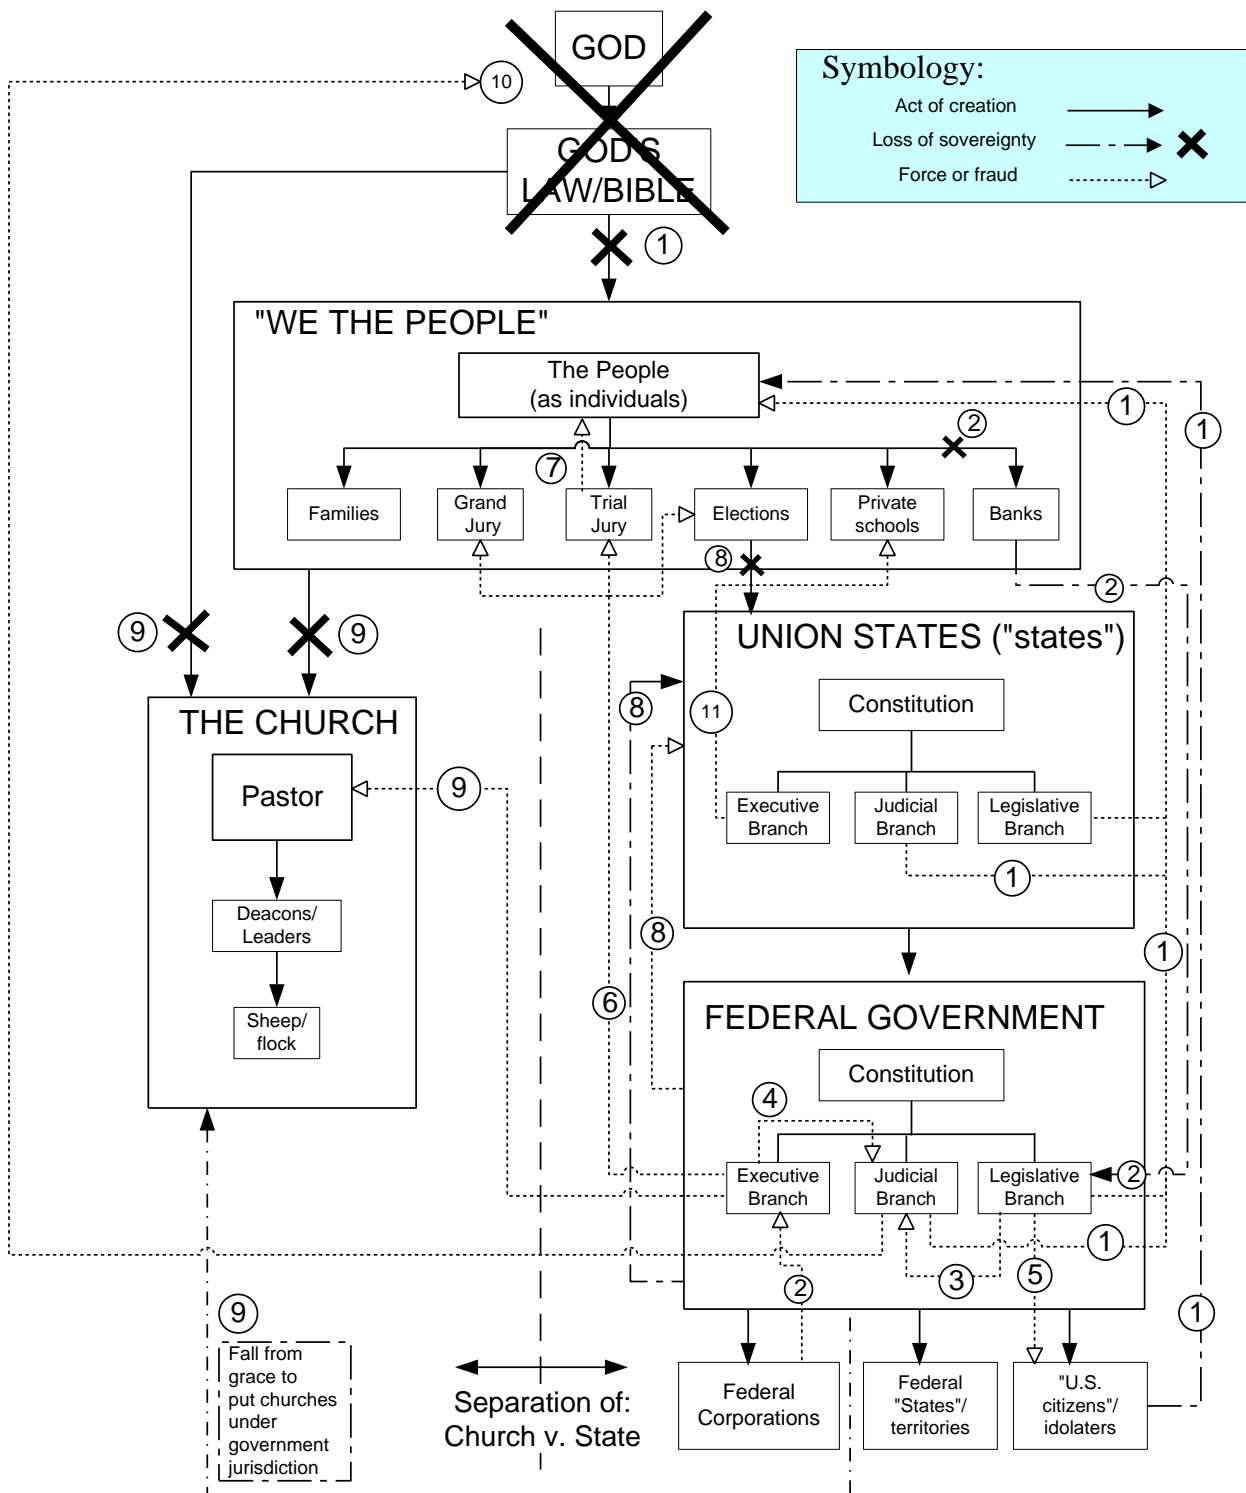 GOD
10
GOD'S
LAW/BIBLE
1
Symbology:
Act of creation
Loss of sovereignty
Force or fraud
"WE THE PEOPLE"
The People
(as individuals)
1
1
2
7
Families
Grand
Jury
Trial
Jury
Elections
Private
schools
Banks
8
2
9
9
UNION STATES ("states")
8
11
Constitution
Executive
Branch
Judicial
Branch
Legislative
Branch
1
THE CHURCH
Pastor
9
Deacons/
Leaders
Sheep/
flock
8
1
6
FEDERAL GOVERNMENT
Constitution
4
Executive
Branch
Judicial
Branch
Legislative
Branch
2
1
3
5
2
1
9
Fall from
grace to
put churches
under
government
jurisdiction
Separation of:
Church v. State
Federal
Corporations
Federal
"States"/
territories
"U.S.
citizens"/
idolaters